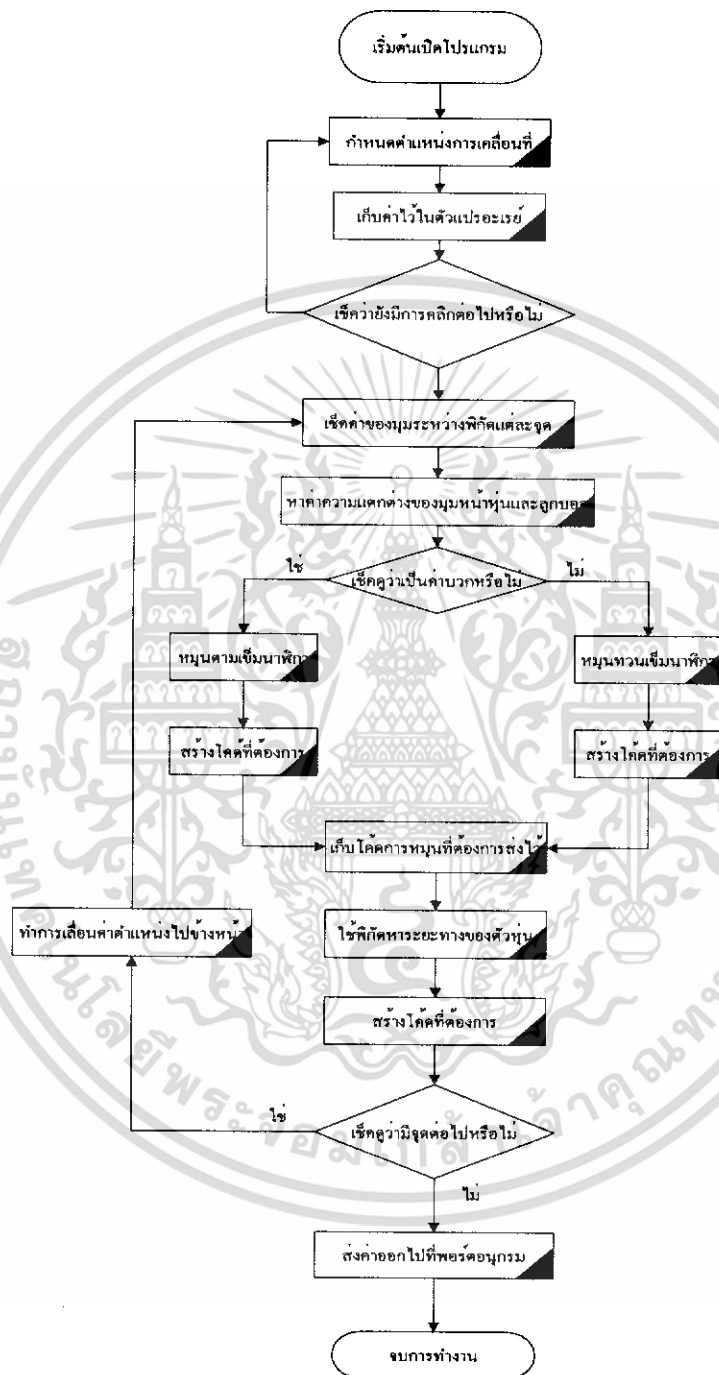 เริ่มต้นเปิดโปรแกรม
กำหนดตำแหน่งการเคลื่อนที่
เก็บค่าไว้ในตัวแปรอะเรย์
เช็คว่ายังมีการคลิกต่อไปหรือไม่
เช็คค่าของมุมระหว่างพิกัดแต่ละจุด
หาค่าความแตกต่างของมุมหน้าหุ่นและลูกบอล
ใช่
เช็คดูว่าเป็นค่าบวกหรือไม่
ไม่
หมุนตามเข็มนาฬิกา
หมุนทวนเข็มนาฬิกา
สร้างโค้ดที่ต้องการ
สร้างโค้ดที่ต้องการ
เก็บโค้ดการหมุนที่ต้องการส่งไว้
ทำการเลื่อนค่าตำแหน่งไปข้างหน้า
ใช้พิกัดหาระยะทางของตัวหุ่น
สร้างโค้ดที่ต้องการ
ใช่
เช็คดูว่ามีจุดต่อไปหรือไม่
ไม่
ส่งค่าออกไปที่พอร์ตอนุกรม
จบการทำงาน